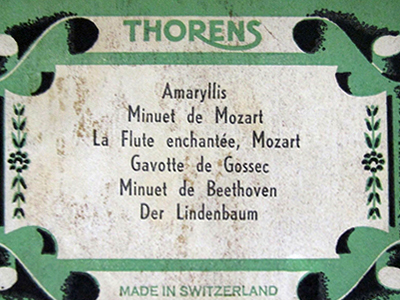 THORENS
Amaryllis
Minuet de Mozart
La Flute enchantée, Mozart
Gavotte de Gossec
Minuet de Beethoven
Der Lindenbaum
MADE IN SWITZERLAND